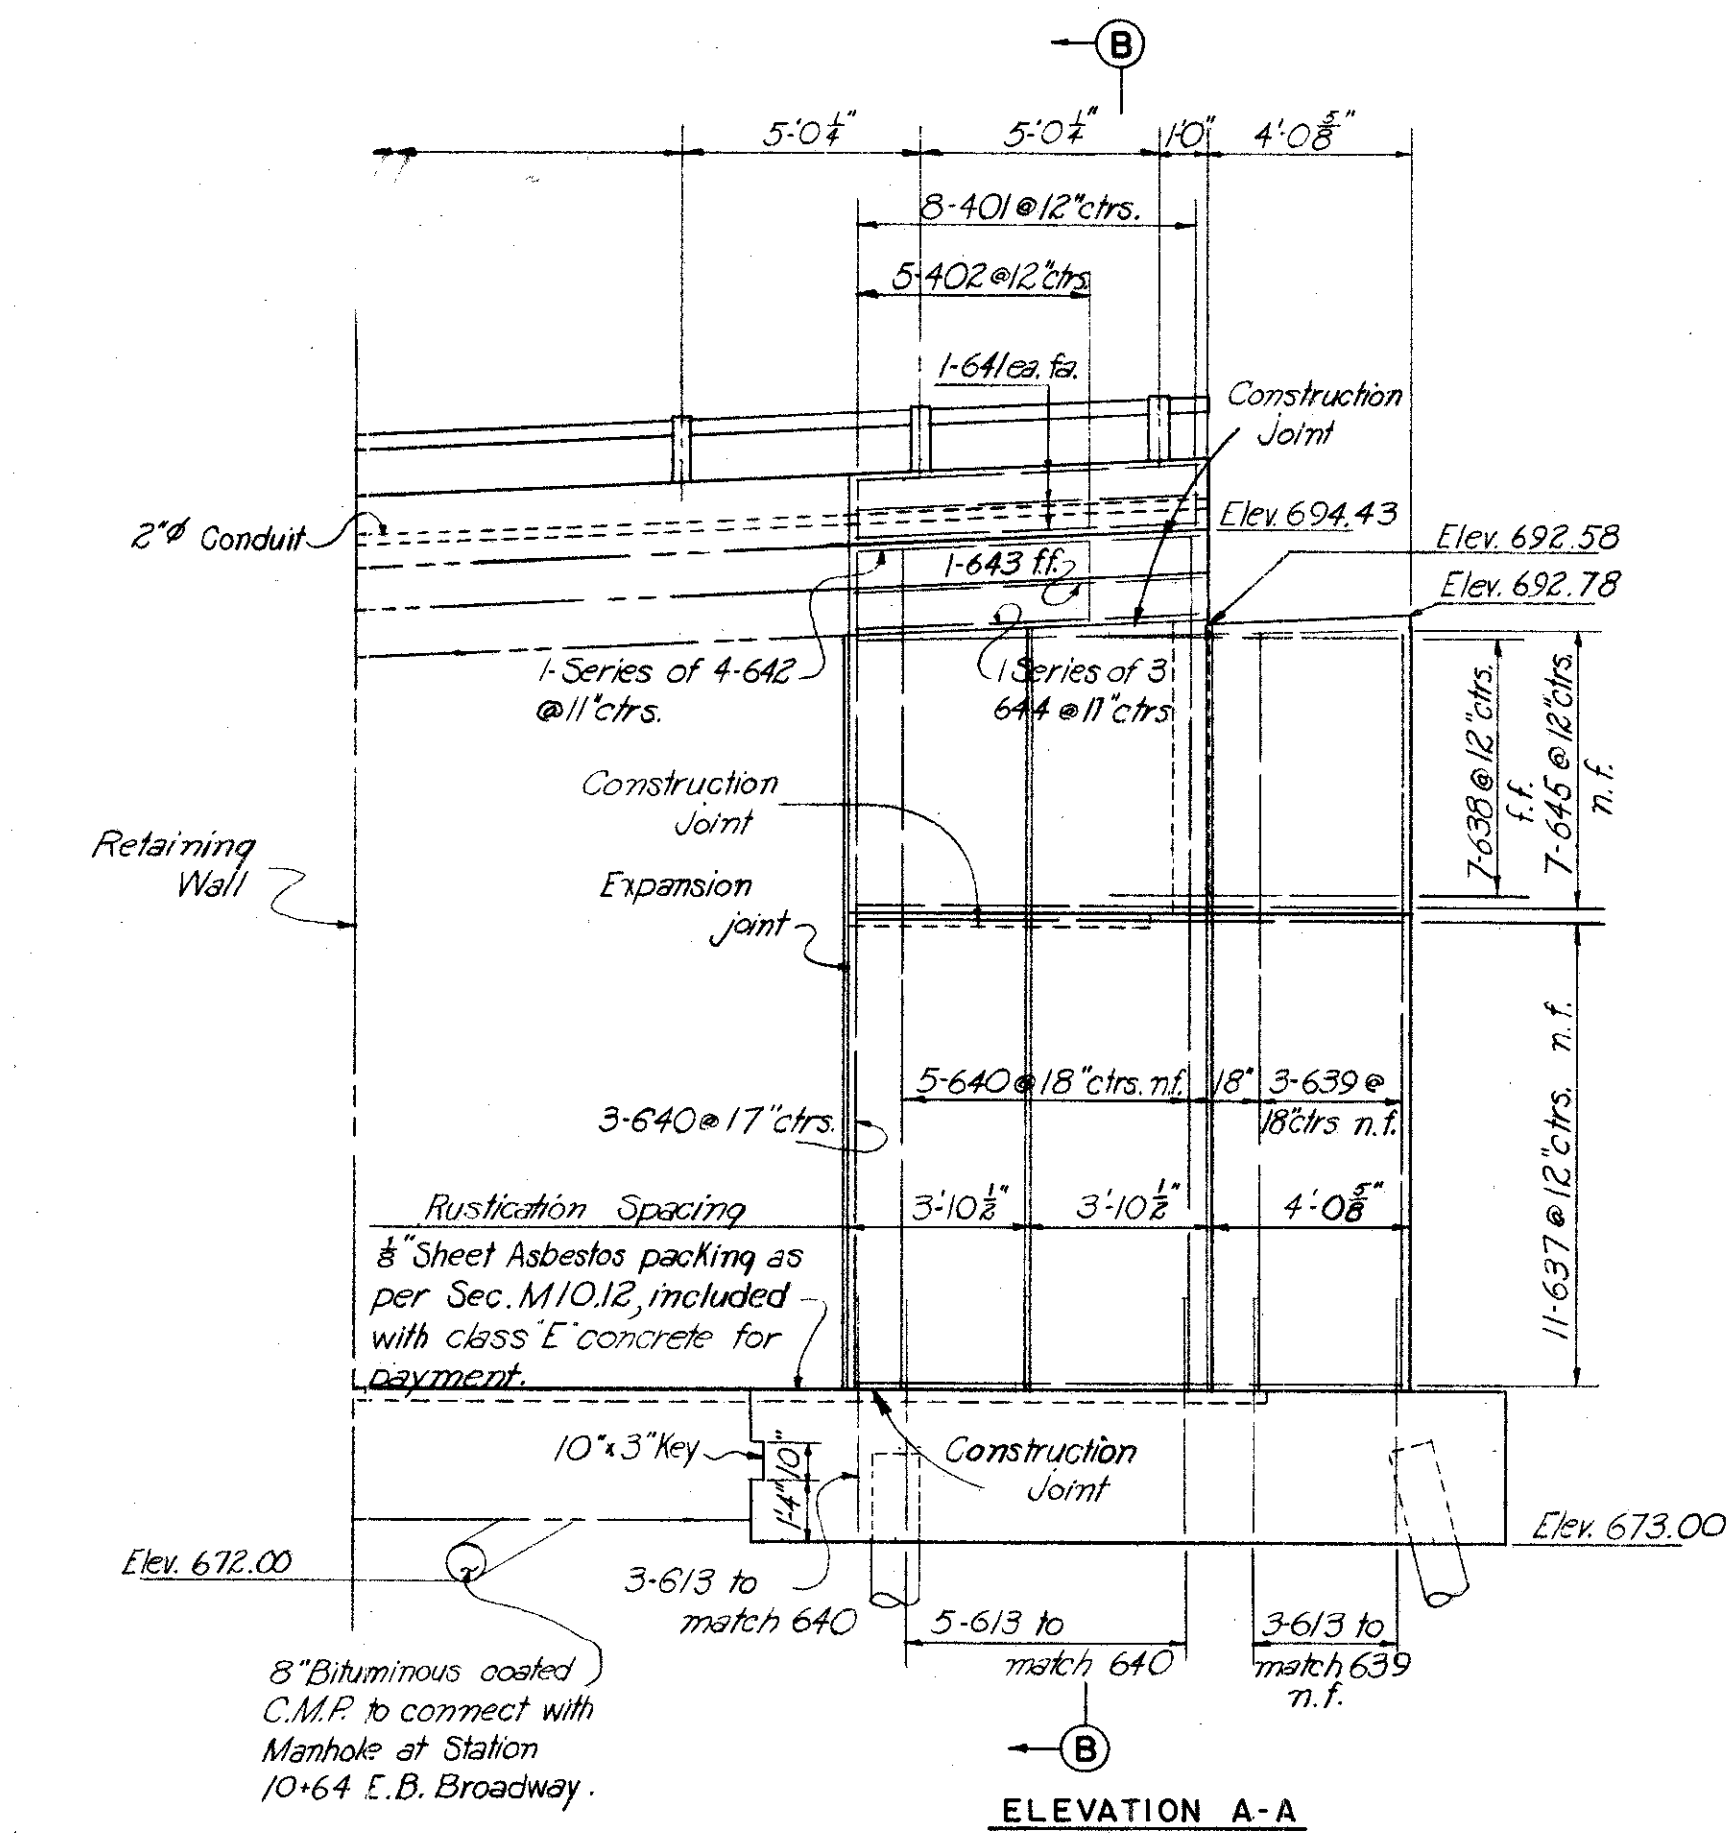 B
5'-0 1/4"
5'-0 1/4"
1'0"
4'-0 5/8"
8-401@12"ctrs.
5-402@12"ctrs.
1-641 ea. fa.
Construction
Joint
2"Ø Conduit
Elev. 694.43
Elev. 692.58
1-643 f.f.
Elev. 692.78
1-Series of 4-642
@11"ctrs.
1 Series of 3
644@11"ctrs
7-638@12"ctrs.
f.f.
7-645@12"ctrs.
n.f.
Construction
Joint
Retaining
Wall
Expansion
joint
5-640@18"ctrs. n.f.
18"
3-639@
18"ctrs n.f.
3-640@17"ctrs.
11-637@12"ctrs. n.f.
Rustication Spacing
3'-10 1/2"
3'-10 1/2"
4'-0 5/8"
1/8" Sheet Asbestos packing as
per Sec. M10.12, included
with class "E" concrete for
payment.
10"x3" Key
10"
1'-4"
Construction
Joint
Elev. 673.00
Elev. 672.00
3-613 to
match 640
5-613 to
match 640
3-613 to
match 639
n.f.
8" Bituminous coated
C.M.P. to connect with
Manhole at Station
10+64 E.B. Broadway.
B
ELEVATION A-A